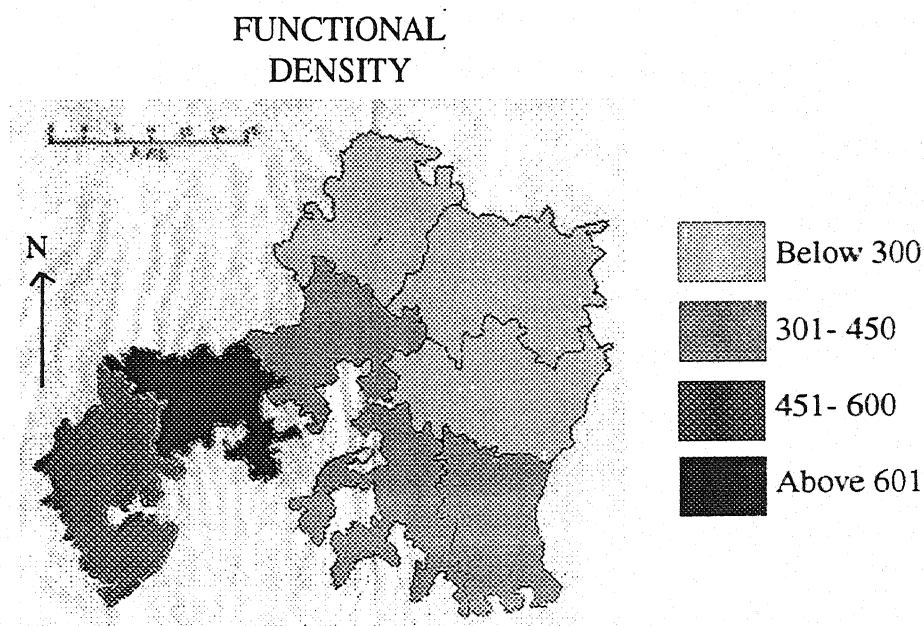 FUNCTIONAL
DENSITY
N
Below 300
301- 450
451- 600
Above 601